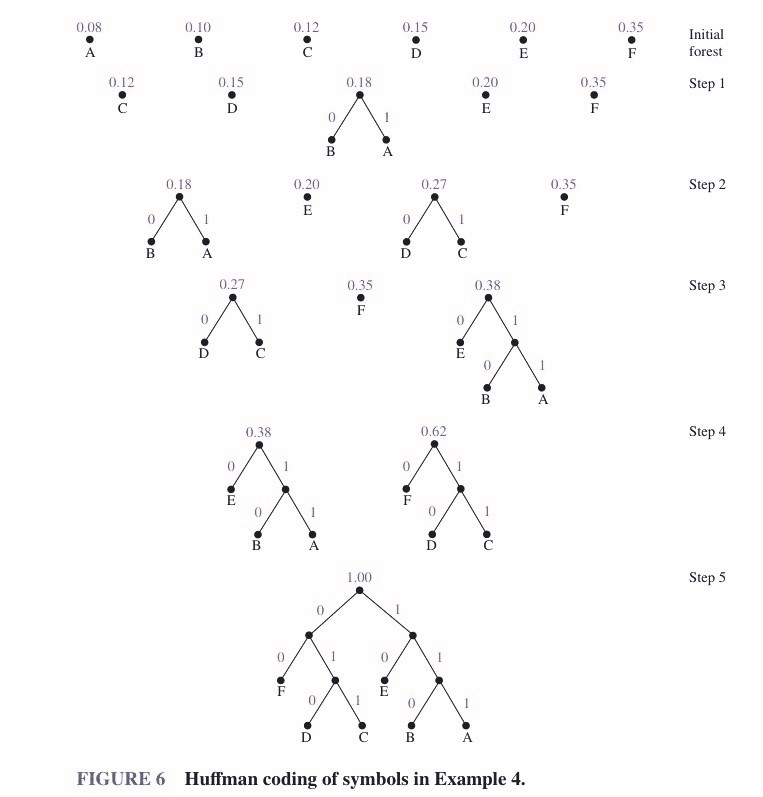 0.08 0.10 0.12 0.15 0.20 0.35 Initial
A B C D E F forest
0.12 0.15 0.18 0.20 0.35 Step 1
C D E F
0 1
B A
0.18 0.20 0.27 0.35 Step 2
E F
0 1 0 1
B A D C
0.27 0.35 0.38 Step 3
F
0 1 0 1
D C E
0 1
B A
0.38 0.62 Step 4
0 1 0 1
E F
0 1 0 1
B A D C
1.00 Step 5
0 1
0 1 0 1
F E
0 1 0 1
D C B A
FIGURE 6 Huffman coding of symbols in Example 4.